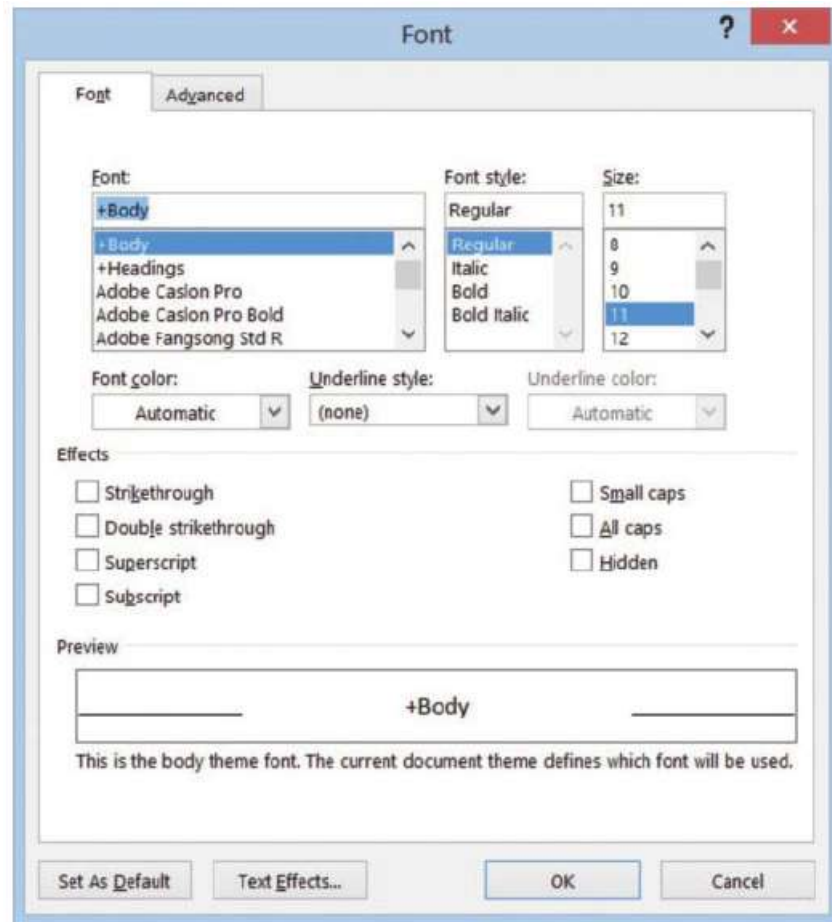 Font
?
Font Advanced
Font: Font style: Size:
+Body Regular 11
+Body Regular 8
+Headings Italic 9
Adobe Caslon Pro Bold 10
Adobe Caslon Pro Bold Bold Italic 11
Adobe Fangsong Std R 12
Font color: Underline style: Underline color:
Automatic (none) Automatic
Effects
Strikethrough Small caps
Double strikethrough All caps
Superscript Hidden
Subscript
Preview
+Body
This is the body theme font. The current document theme defines which font will be used.
Set As Default Text Effects... OK Cancel